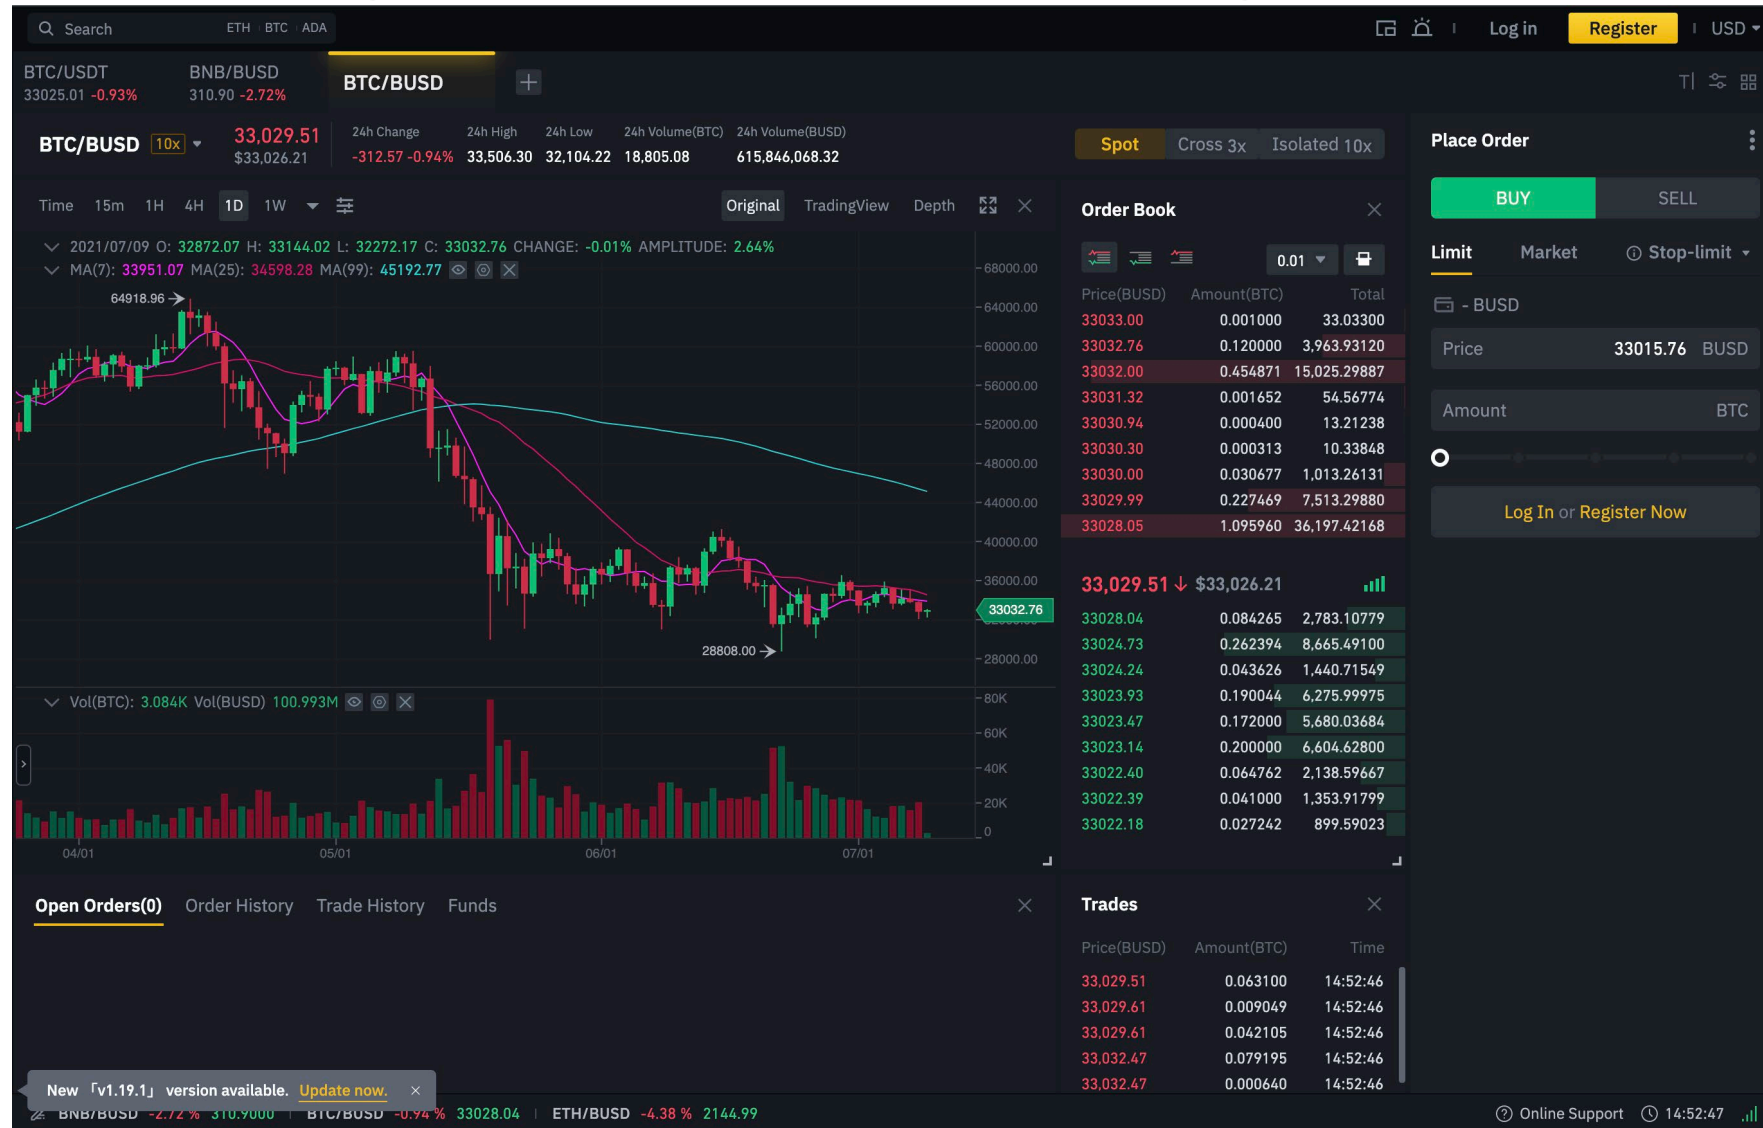 Search ETH BTC ADA
Log in Register USD
BTC/USDT
33025.01 -0.93%
BNB/BUSD
310.90 -2.72%
BTC/BUSD
BTC/BUSD 10x
33,029.51
$33,026.21
24h Change
-312.57 -0.94%
24h High
33,506.30
24h Low
32,104.22
24h Volume(BTC)
18,805.08
24h Volume(BUSD)
615,846,068.32
Spot Cross 3x Isolated 10x
Time 15m 1H 4H 1D 1W
Original TradingView Depth
2021/07/09 O: 32872.07 H: 33144.02 L: 32272.17 C: 33032.76 CHANGE: -0.01% AMPLITUDE: 2.64%
MA(7): 33951.07 MA(25): 34598.28 MA(99): 45192.77
64918.96
28808.00
68000.00
64000.00
60000.00
56000.00
52000.00
48000.00
44000.00
40000.00
36000.00
33032.76
28000.00
Vol(BTC): 3.084K Vol(BUSD) 100.993M
80K
60K
40K
20K
0
04/01 05/01 06/01 07/01
Order Book
0.01
Price(BUSD) Amount(BTC) Total
33033.00 0.001000 33.03300
33032.76 0.120000 3,963.93120
33032.00 0.454871 15,025.29887
33031.32 0.001652 54.56774
33030.94 0.000400 13.21238
33030.30 0.000313 10.33848
33030.00 0.030677 1,013.26131
33029.99 0.227469 7,513.29880
33028.05 1.095960 36,197.42168
33,029.51 $33,026.21
33028.04 0.084265 2,783.10779
33024.73 0.262394 8,665.49100
33024.24 0.043626 1,440.71549
33023.93 0.190044 6,275.99975
33023.47 0.172000 5,680.03684
33023.14 0.200000 6,604.62800
33022.40 0.064762 2,138.59667
33022.39 0.041000 1,353.91799
33022.18 0.027242 899.59023
Place Order
BUY SELL
Limit Market Stop-limit
- BUSD
Price 33015.76 BUSD
Amount BTC
Log In or Register Now
Open Orders(0) Order History Trade History Funds
Trades
Price(BUSD) Amount(BTC) Time
33,029.51 0.063100 14:52:46
33,029.61 0.009049 14:52:46
33,029.61 0.042105 14:52:46
33,032.47 0.079195 14:52:46
33,032.47 0.000640 14:52:46
New 「v1.19.1」 version available. Update now.
BNB/BUSD -2.72 % 310.9000 BTC/BUSD -0.94 % 33028.04 ETH/BUSD -4.38 % 2144.99
Online Support 14:52:47